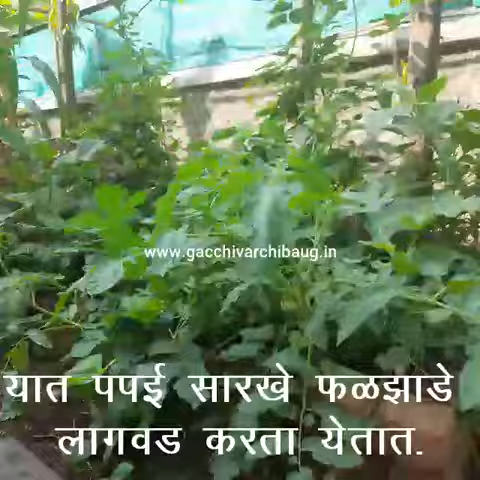 www.gacchivarchibaug.in
यात पपई सारखे फळझाडे
लागवड करता येतात.